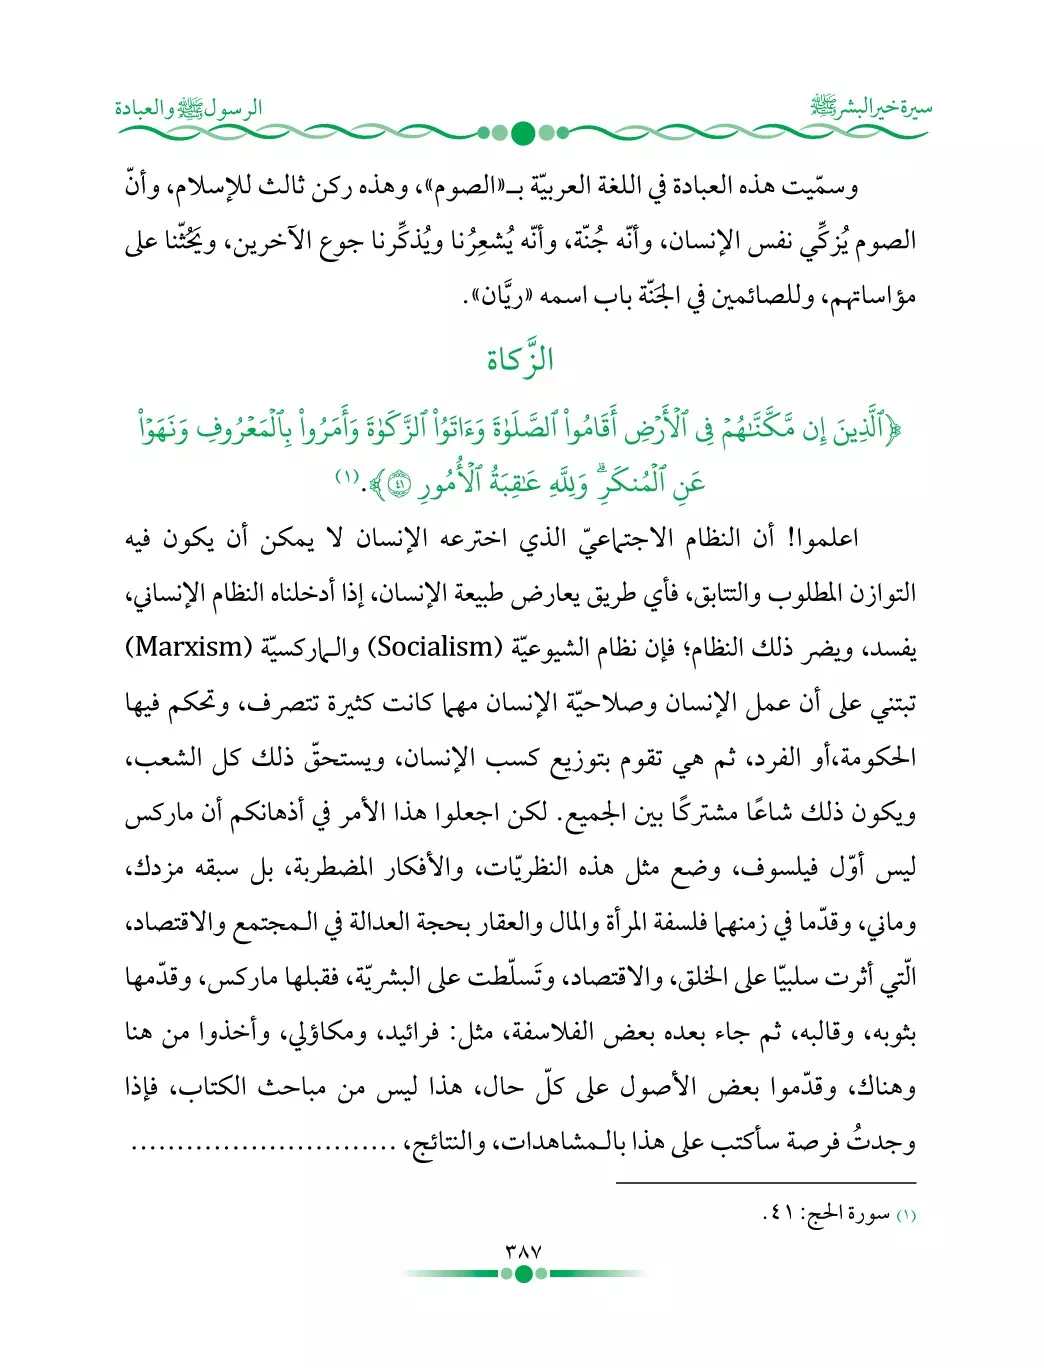 سيرة خير البشر ﷺ
الرسول ﷺ والعبادة
وسمّيت هذه العبادة في اللغة العربيّة بـ«الصوم»، وهذه ركن ثالث للإسلام، وأنّ
الصوم يُزكِّي نفس الإنسان، وأنّه جُنّة، وأنّه يُشعِرُنا ويُذكِّرنا جوع الآخرين، ويَحُثّنا على
مؤاساتهم، وللصائمين في الجَنّة باب اسمه «ريَّان».
الزَّكاة
﴿ٱلَّذِينَ إِن مَّكَّنَّٰهُمۡ فِي ٱلۡأَرۡضِ أَقَامُواْ ٱلصَّلَوٰةَ وَءَاتَوُاْ ٱلزَّكَوٰةَ وَأَمَرُواْ بِٱلۡمَعۡرُوفِ وَنَهَوۡاْ
عَنِ ٱلۡمُنكَرِۗ وَلِلَّهِ عَٰقِبَةُ ٱلۡأُمُورِ ٤١﴾.(١)
اعلموا! أن النظام الاجتماعيّ الذي اخترعه الإنسان لا يمكن أن يكون فيه
التوازن المطلوب والتتابق، فأي طريق يعارض طبيعة الإنسان، إذا أدخلناه النظام الإنساني،
يفسد، ويضر ذلك النظام؛ فإن نظام الشيوعيّة (Socialism) والـماركسيّة (Marxism)
تبتني على أن عمل الإنسان وصلاحيّة الإنسان مهما كانت كثيرة تتصرف، وتحكم فيها
الحكومة،أو الفرد، ثم هي تقوم بتوزيع كسب الإنسان، ويستحقّ ذلك كل الشعب،
ويكون ذلك شاعًا مشتركًا بين الجميع. لكن اجعلوا هذا الأمر في أذهانكم أن ماركس
ليس أوّل فيلسوف، وضع مثل هذه النظريّات، والأفكار المضطربة، بل سبقه مزدك،
وماني، وقدّما في زمنهما فلسفة المرأة والمال والعقار بحجة العدالة في الـمجتمع والاقتصاد،
الّتي أثرت سلبيّا على الخلق، والاقتصاد، وتَسلّطت على البشريّة، فقبلها ماركس، وقدّمها
بثوبه، وقالبه، ثم جاء بعده بعض الفلاسفة، مثل: فرائيد، ومكاؤلي، وأخذوا من هنا
وهناك، وقدّموا بعض الأصول على كلّ حال، هذا ليس من مباحث الكتاب، فإذا
وجدتُ فرصة سأكتب على هذا بالـمشاهدات، والنتائج، .............................
(١) سورة الحج: ٤١.
٣٨٧